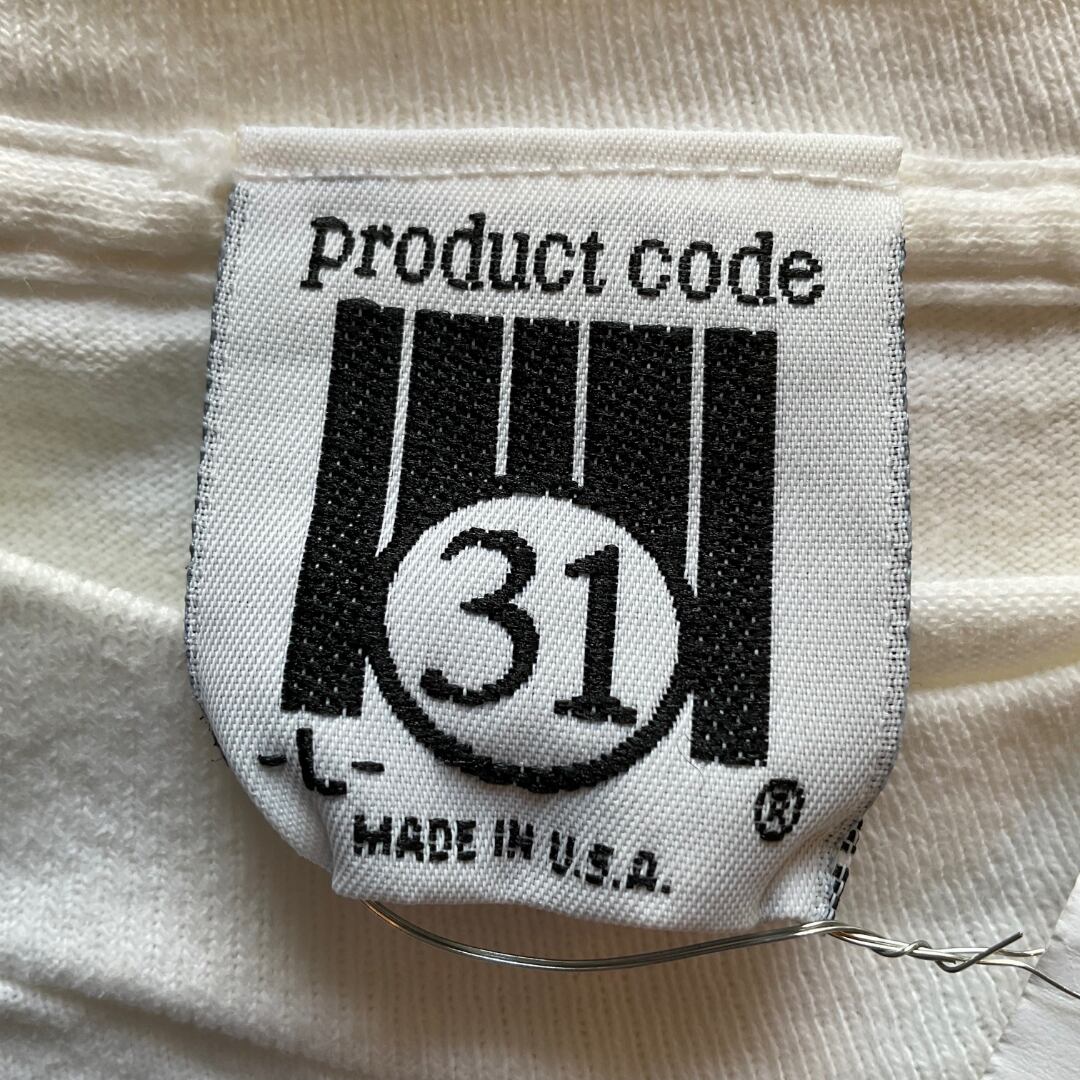 product code
31
-L-
®
MADE IN U.S.A.